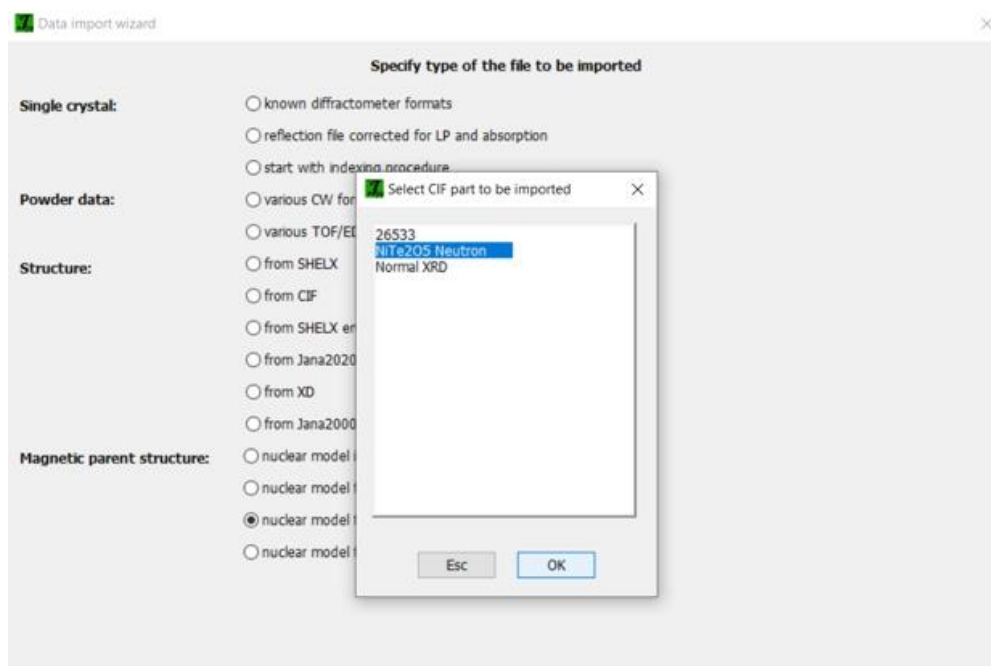 Data import wizard
Specify type of the file to be imported
Single crystal:
known diffractometer formats
reflection file corrected for LP and absorption
start with indexing procedure
Powder data:
various CW for
various TOF/ED
Structure:
from SHELX
from CIF
from SHELX en
from Jana2020
from XD
from Jana2000
Magnetic parent structure:
nuclear model i
nuclear model f
nuclear model f
nuclear model f
Select CIF part to be imported
26533
NiTe2O5 Neutron
Normal XRD
Esc
OK